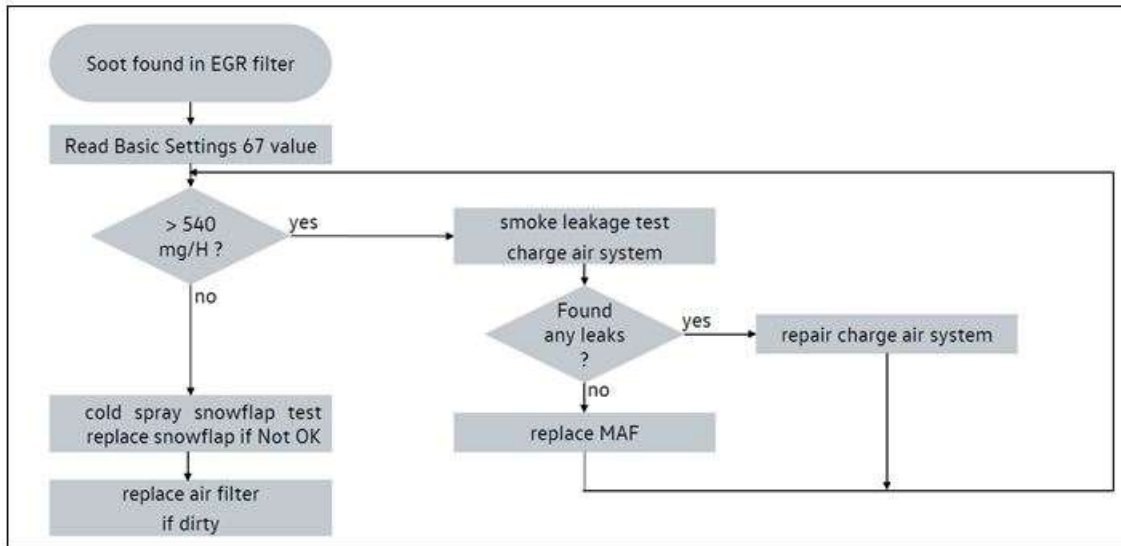 Soot found in EGR filter
Read Basic Settings 67 value
> 540
mg/H ?
yes
no
smoke leakage test
charge air system
Found
any leaks
?
yes
no
repair charge air system
replace MAF
cold spray snowflap test
replace snowflap if Not OK
replace air filter
if dirty